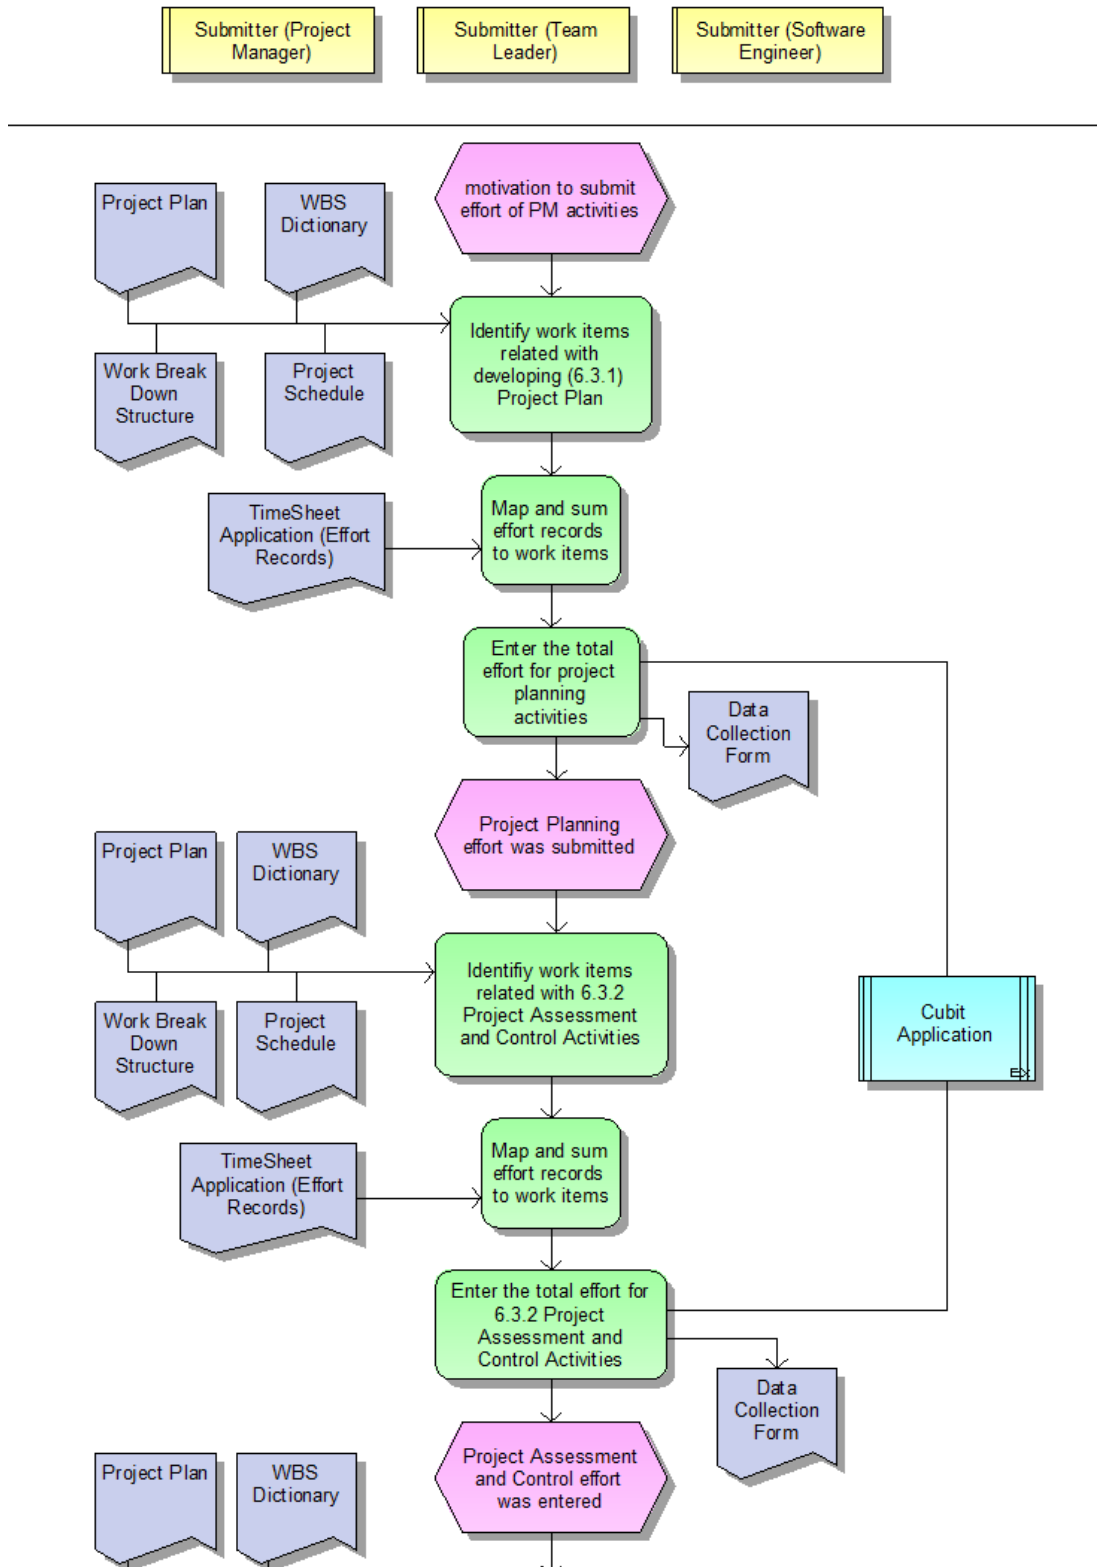 Submitter (Project
Manager)
Submitter (Team
Leader)
Submitter (Software
Engineer)
motivation to submit
effort of PM activities
Project Plan
WBS
Dictionary
Work Break
Down
Structure
Project
Schedule
Identify work items
related with
developing (6.3.1)
Project Plan
TimeSheet
Application (Effort
Records)
Map and sum
effort records
to work items
Enter the total
effort for project
planning
activities
Data
Collection
Form
Project Planning
effort was submitted
Project Plan
WBS
Dictionary
Work Break
Down
Structure
Project
Schedule
Identifiy work items
related with 6.3.2
Project Assessment
and Control Activities
Cubit
Application
EX
TimeSheet
Application (Effort
Records)
Map and sum
effort records
to work items
Enter the total effort for
6.3.2 Project
Assessment and
Control Activities
Data
Collection
Form
Project Assessment
and Control effort
was entered
Project Plan
WBS
Dictionary